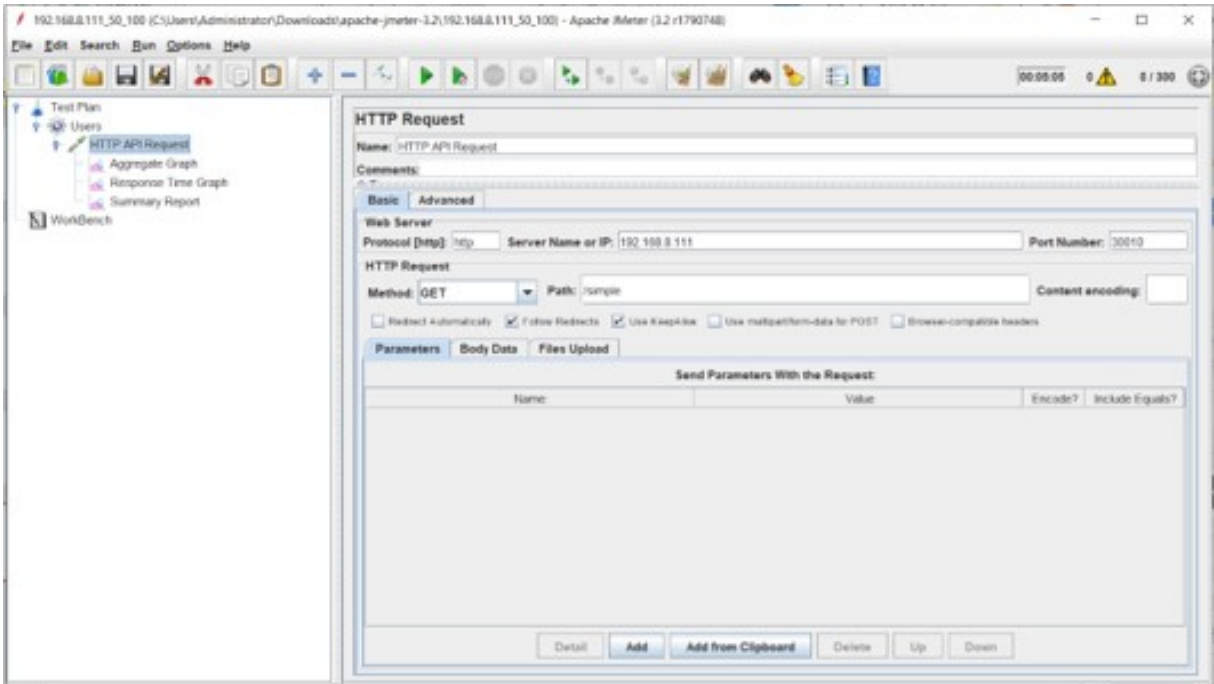 192.168.8.111_50_100 (C:\Users\Administrator\Downloads\apache-jmeter-3.2\192.168.8.111_50_100) - Apache JMeter (3.2 r1790748)
File Edit Search Run Options Help
00:05:05 0 0 / 300
Test Plan
Users
HTTP API Request
Aggregate Graph
Response Time Graph
Summary Report
WorkBench
HTTP Request
Name: HTTP API Request
Comments:
Basic Advanced
Web Server
Protocol [http]: http Server Name or IP: 192.168.8.111 Port Number: 30010
HTTP Request
Method: GET Path: /simple Content encoding:
Redirect Automatically Follow Redirects Use KeepAlive Use multipart/form-data for POST Browser-compatible headers
Parameters Body Data Files Upload
Send Parameters With the Request:
Name: Value Encode? Include Equals?
Detail Add Add from Clipboard Delete Up Down